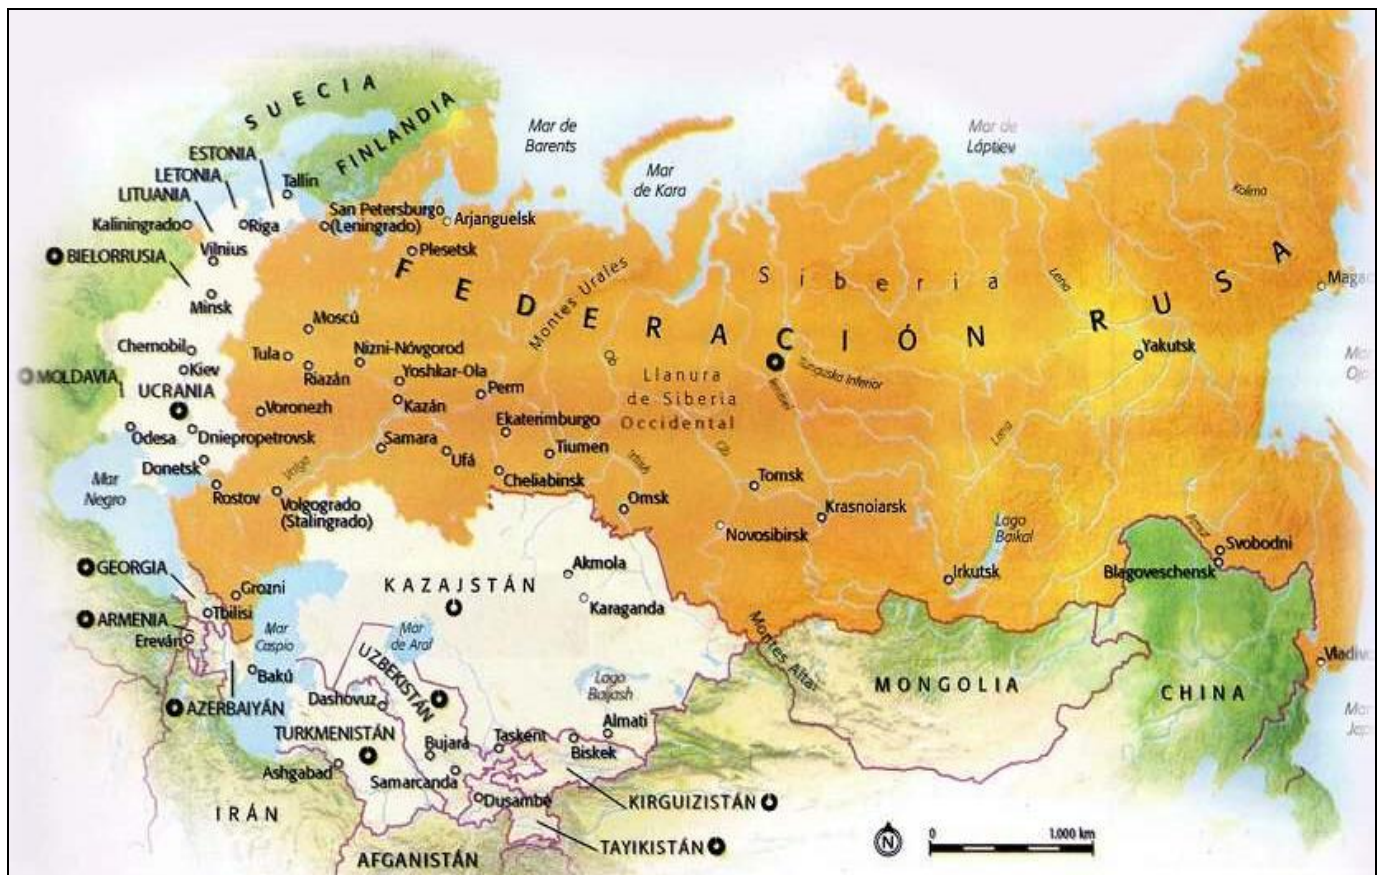 SUECIA
FINLANDIA
ESTONIA
LETONIA
LITUANIA
Tallin
Mar de
Barents
Mar
de Kara
Mar de
Láptiev
Kolima
Kaliningrado
Riga
San Petersburgo
(Leningrado)
Arjanguelsk
Vilnius
Plesetsk
BIELORRUSIA
Minsk
FEDERACIÓN RUSA
Siberia
Montes Urales
Lena
Moscú
Chernobil
Tula
Nizni-Nóvgorod
Kiev
Riazán
Yoshkar-Ola
Perm
Ob
Llanura
de Siberia
Occidental
Tunguska Inferior
Yakutsk
MOLDAVIA
UCRANIA
Voronezh
Kazán
Ekaterimburgo
Odesa
Dniepropetrovsk
Samara
Ufá
Tiumen
Lena
Donetsk
Volga
Cheliabinsk
Ob
Tomsk
Mar
Negro
Rostov
Volgogrado
(Stalingrado)
Omsk
Novosibirsk
Krasnoiarsk
Lago
Baikal
Svobodni
Irkutsk
Blagoveschensk
GEORGIA
Grozni
KAZAJSTÁN
Akmola
Karaganda
Tbilisi
ARMENIA
Ereván
Mar
Caspio
Mar
de Aral
Montes Altai
Bakú
UZBEKISTÁN
Lago
Baljash
MONGOLIA
CHINA
AZERBAIYÁN
Dashovuz
TURKMENISTÁN
Bujará
Taskent
Almati
Biskek
Ashgabad
Samarcanda
Dusambé
KIRGUIZISTÁN
TAYIKISTÁN
IRÁN
AFGANISTÁN
N
0 1.000 km